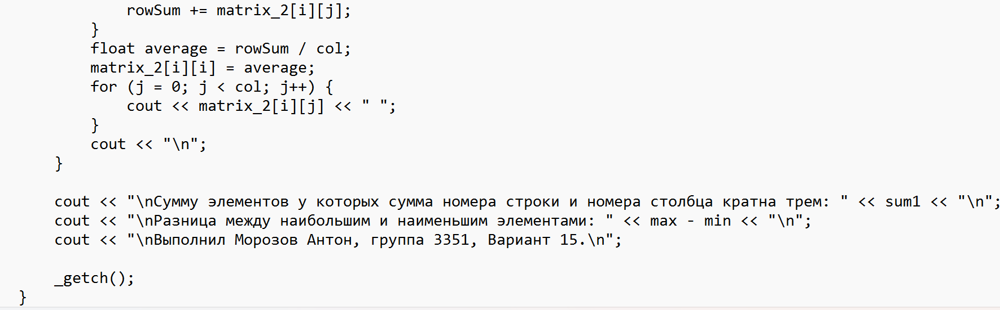 rowSum += matrix_2[i][j];
}
float average = rowSum / col;
matrix_2[i][i] = average;
for (j = 0; j < col; j++) {
cout << matrix_2[i][j] << " ";
}
cout << "\n";
}
cout << "\nСумму элементов у которых сумма номера строки и номера столбца кратна трем: " << sum1 << "\n";
cout << "\nРазница между наибольшим и наименьшим элементами: " << max - min << "\n";
cout << "\nВыполнил Морозов Антон, группа 3351, Вариант 15.\n";
_getch();
}